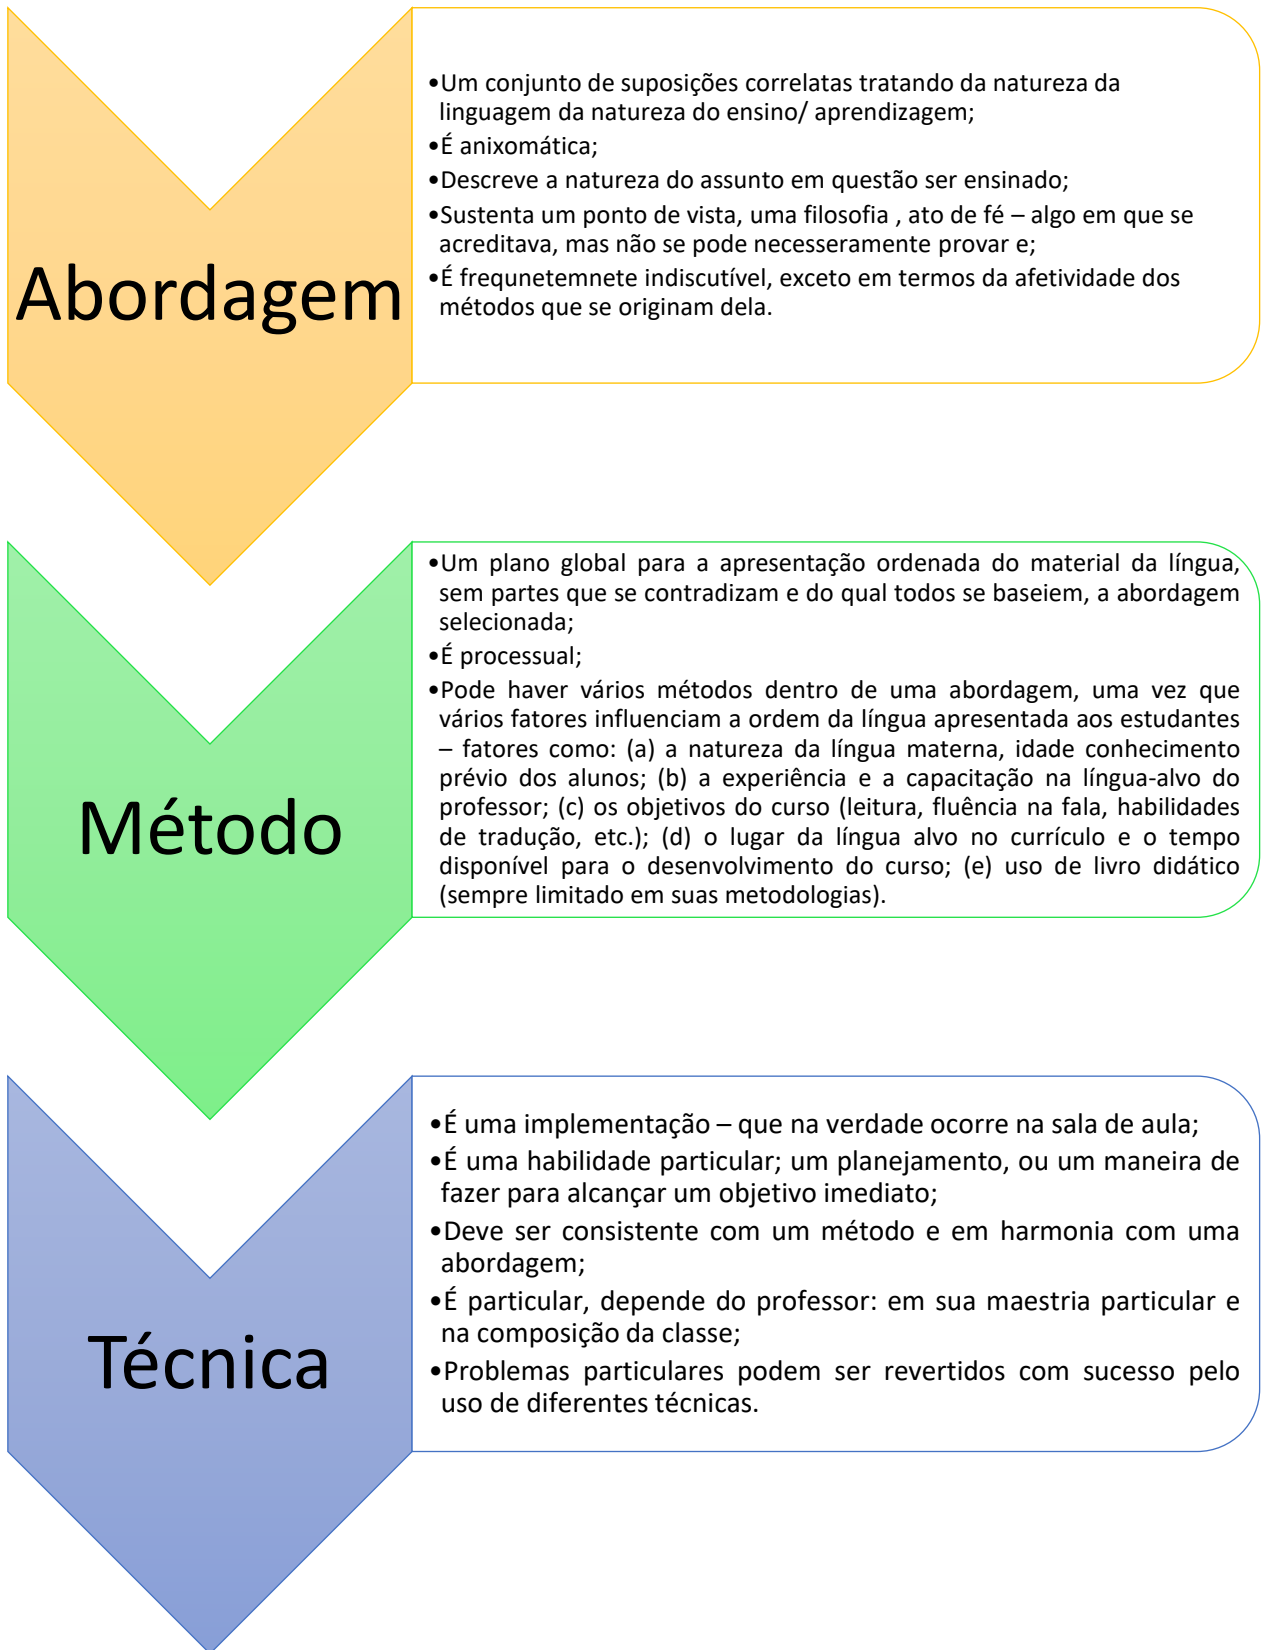 Abordagem
•Um conjunto de suposições correlatas tratando da natureza da
linguagem da natureza do ensino/ aprendizagem;
•É anixomática;
•Descreve a natureza do assunto em questão ser ensinado;
•Sustenta um ponto de vista, uma filosofia , ato de fé – algo em que se
acreditava, mas não se pode necesseramente provar e;
•É frequnetemnete indiscutível, exceto em termos da afetividade dos
métodos que se originam dela.
Método
•Um plano global para a apresentação ordenada do material da língua,
sem partes que se contradizam e do qual todos se baseiem, a abordagem
selecionada;
•É processual;
•Pode haver vários métodos dentro de uma abordagem, uma vez que
vários fatores influenciam a ordem da língua apresentada aos estudantes
– fatores como: (a) a natureza da língua materna, idade conhecimento
prévio dos alunos; (b) a experiência e a capacitação na língua-alvo do
professor; (c) os objetivos do curso (leitura, fluência na fala, habilidades
de tradução, etc.); (d) o lugar da língua alvo no currículo e o tempo
disponível para o desenvolvimento do curso; (e) uso de livro didático
(sempre limitado em suas metodologias).
Técnica
•É uma implementação – que na verdade ocorre na sala de aula;
•É uma habilidade particular; um planejamento, ou um maneira de
fazer para alcançar um objetivo imediato;
•Deve ser consistente com um método e em harmonia com uma
abordagem;
•É particular, depende do professor: em sua maestria particular e
na composição da classe;
•Problemas particulares podem ser revertidos com sucesso pelo
uso de diferentes técnicas.